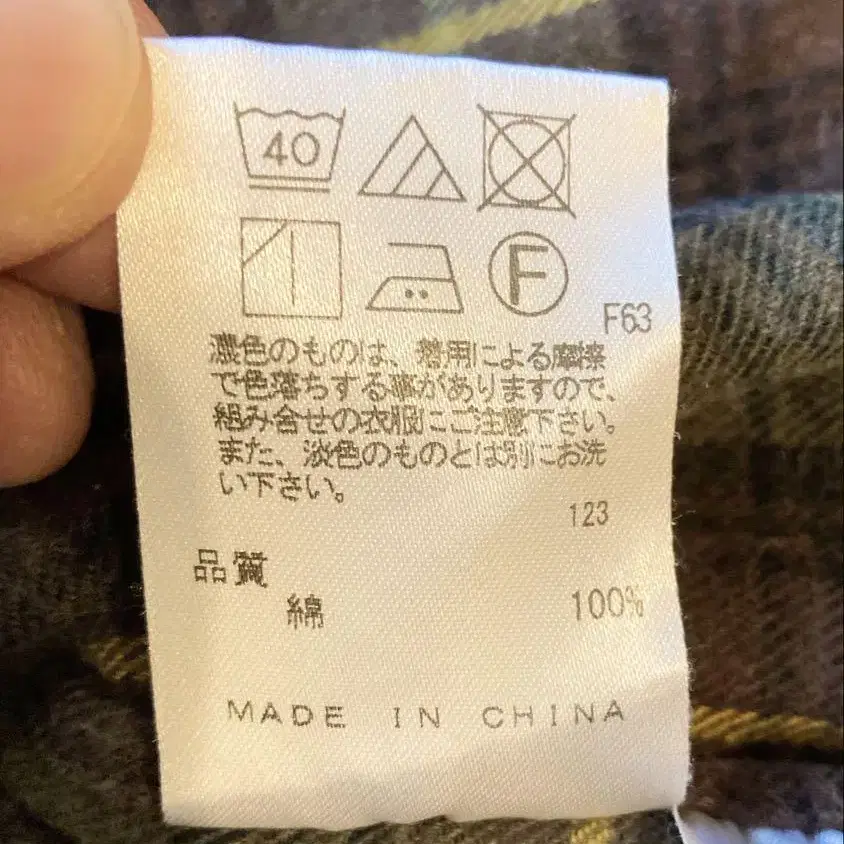 40
F
F63
濃色のものは、着用による摩擦
で色落ちする事がありますので、
組み合せの衣服にご注意下さい。
また、淡色のものとは別にお洗
い下さい。
123
品質
綿 100%
MADE IN CHINA